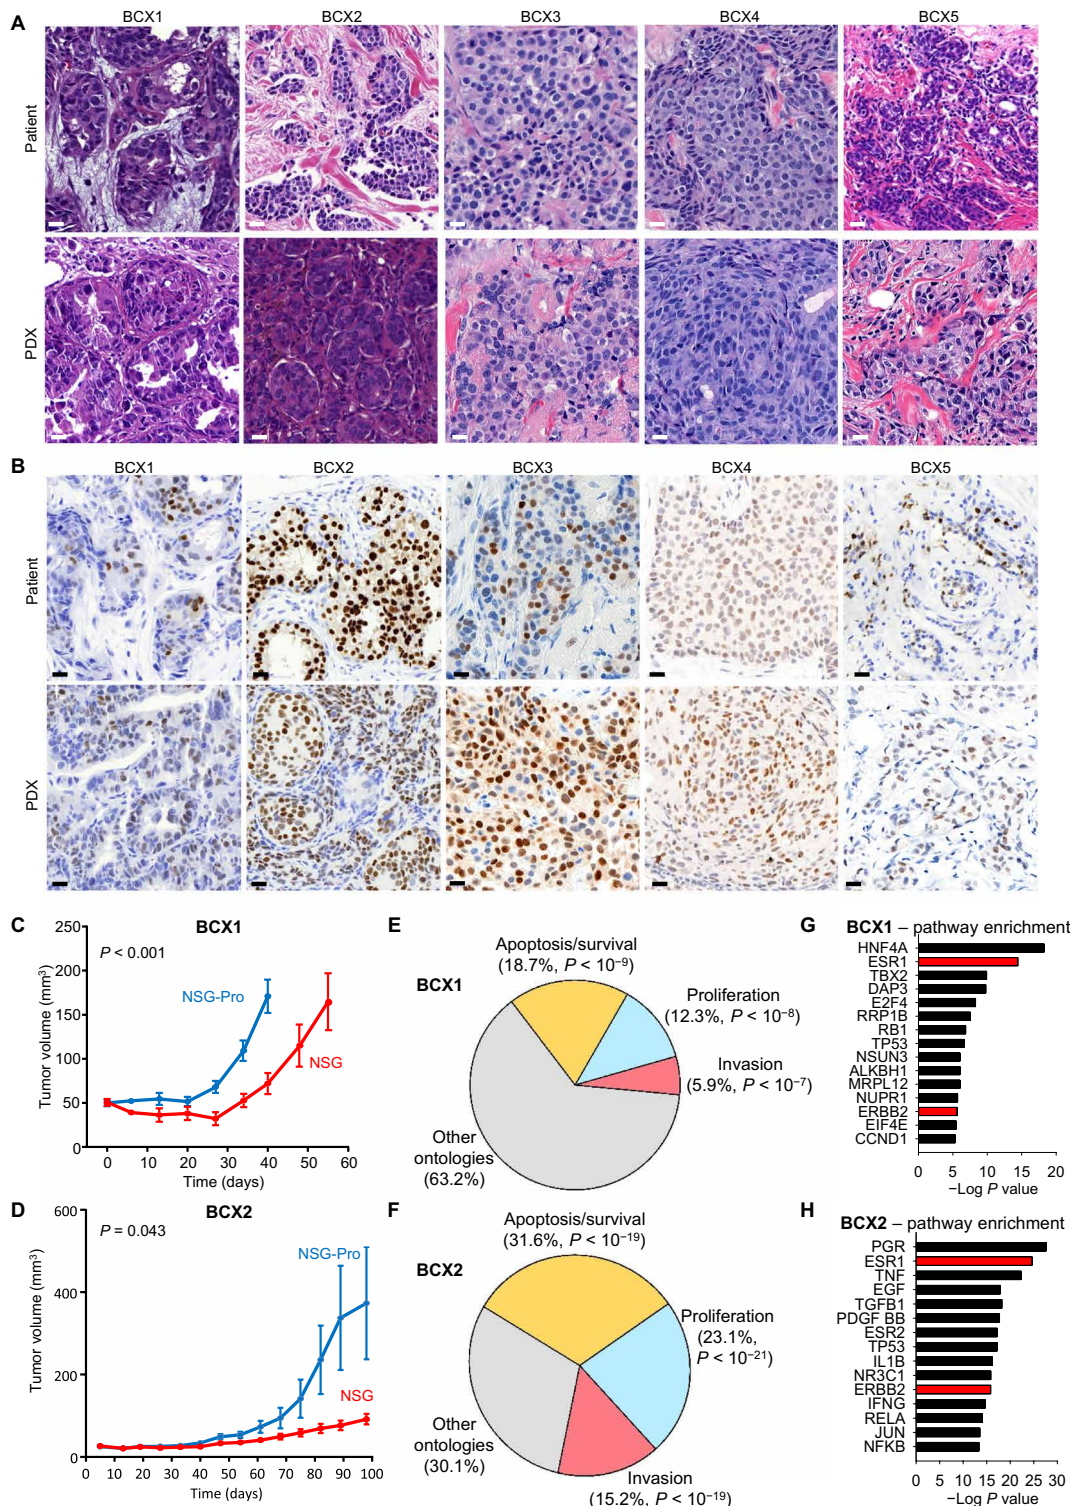 A
BCX1 BCX2 BCX3 BCX4 BCX5
Patient
PDX
B
BCX1 BCX2 BCX3 BCX4 BCX5
Patient
PDX
C
BCX1
P < 0.001
NSG-Pro
NSG
Tumor volume (mm³)
250
200
150
100
50
0
0 10 20 30 40 50 60
Time (days)
D
BCX2
P = 0.043
NSG-Pro
NSG
Tumor volume (mm³)
600
400
200
0
0 10 20 30 40 50 60 70 80 90 100
Time (days)
E
BCX1
Apoptosis/survival
(18.7%, P < 10⁻⁹)
Proliferation
(12.3%, P < 10⁻⁸)
Invasion
(5.9%, P < 10⁻⁷)
Other
ontologies
(63.2%)
F
BCX2
Apoptosis/survival
(31.6%, P < 10⁻¹⁹)
Proliferation
(23.1%,
P < 10⁻²¹)
Invasion
(15.2%, P < 10⁻¹⁹)
Other
ontologies
(30.1%)
G
BCX1 – pathway enrichment
HNF4A
ESR1
TBX2
DAP3
E2F4
RRP1B
RB1
TP53
NSUN3
ALKBH1
MRPL12
NUPR1
ERBB2
EIF4E
CCND1
0 5 10 15 20
−Log P value
H
BCX2 – pathway enrichment
PGR
ESR1
TNF
EGF
TGFB1
PDGF BB
ESR2
TP53
IL1B
NR3C1
ERBB2
IFNG
RELA
JUN
NFKB
0 5 10 15 20 25 30
−Log P value